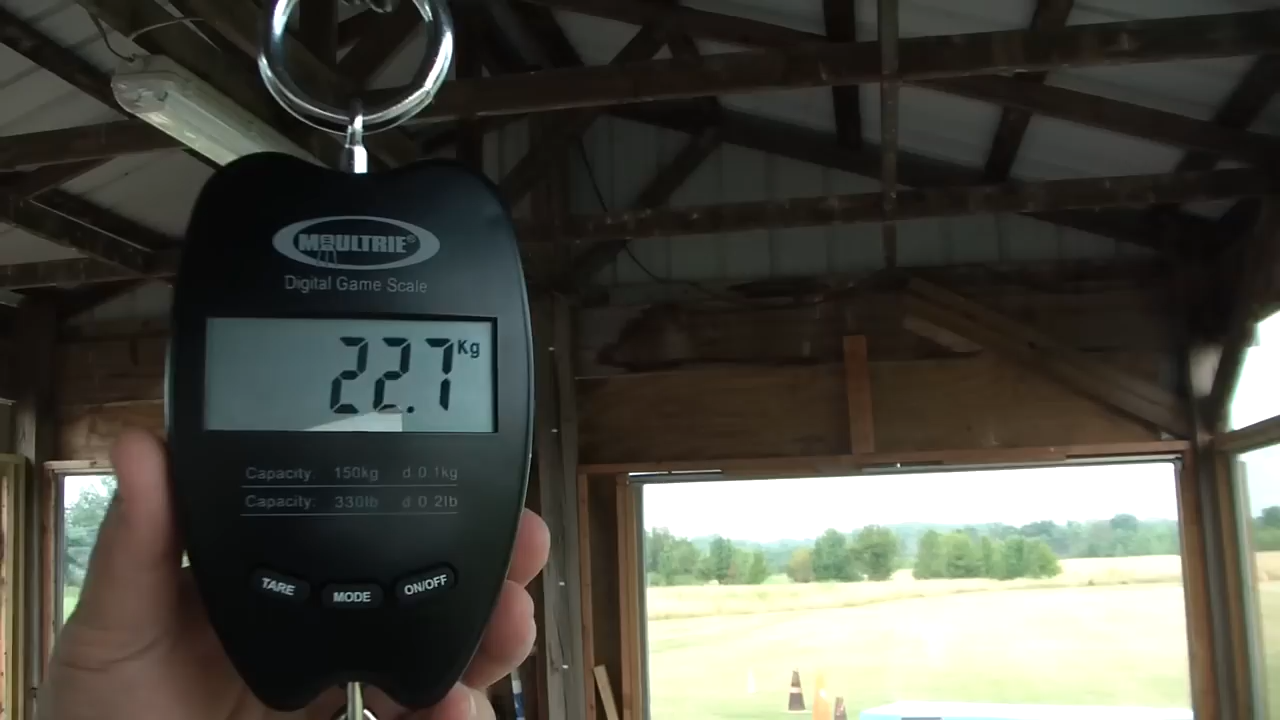 MOULTRIE®
Digital Game Scale
22.7 Kg
Capacity: 150kg d 0.1kg
Capacity: 330lb d 0.2lb
TARE MODE ON/OFF